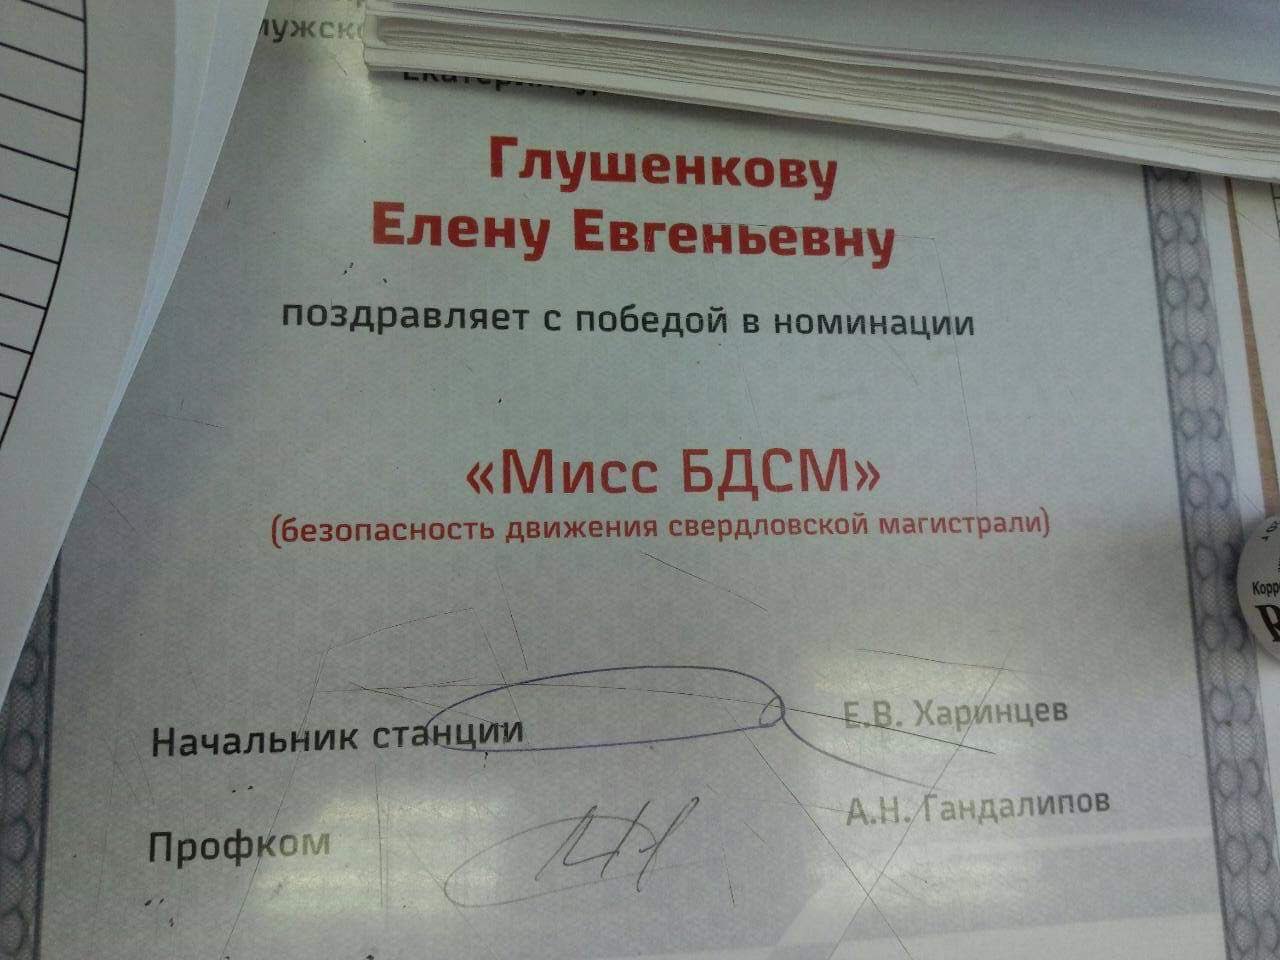 Глушенкову
Елену Евгеньевну
поздравляет с победой в номинации
«Мисс БДСМ»
(безопасность движения свердловской магистрали)
Начальник станции
Е.В. Харинцев
Профком
А.Н. Гандалипов